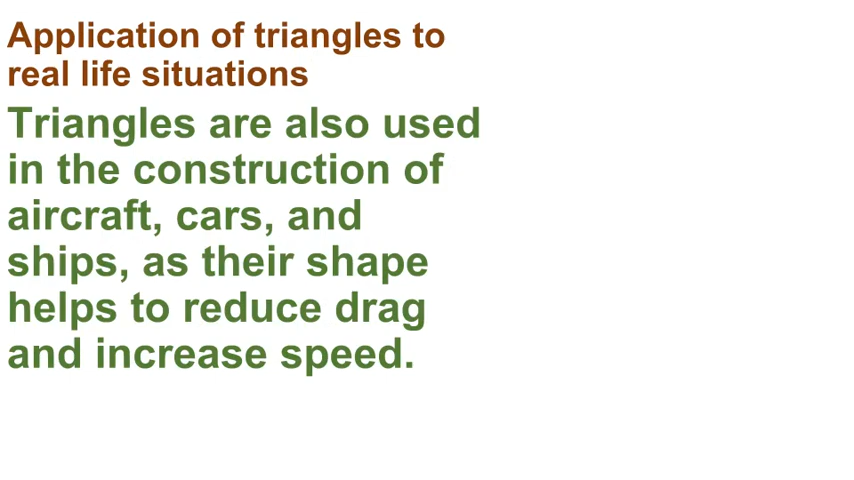 Application of triangles to
real life situations
Triangles are also used
in the construction of
aircraft, cars, and
ships, as their shape
helps to reduce drag
and increase speed.